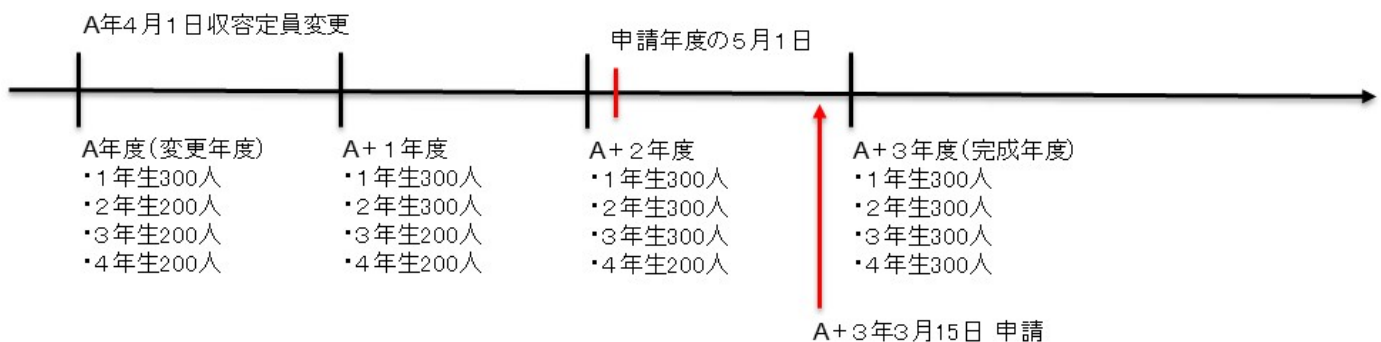 A年4月1日収容定員変更
申請年度の5月1日
A年度(変更年度)
・1年生300人
・2年生200人
・3年生200人
・4年生200人
A+1年度
・1年生300人
・2年生300人
・3年生200人
・4年生200人
A+2年度
・1年生300人
・2年生300人
・3年生300人
・4年生200人
A+3年度(完成年度)
・1年生300人
・2年生300人
・3年生300人
・4年生300人
A+3年3月15日 申請